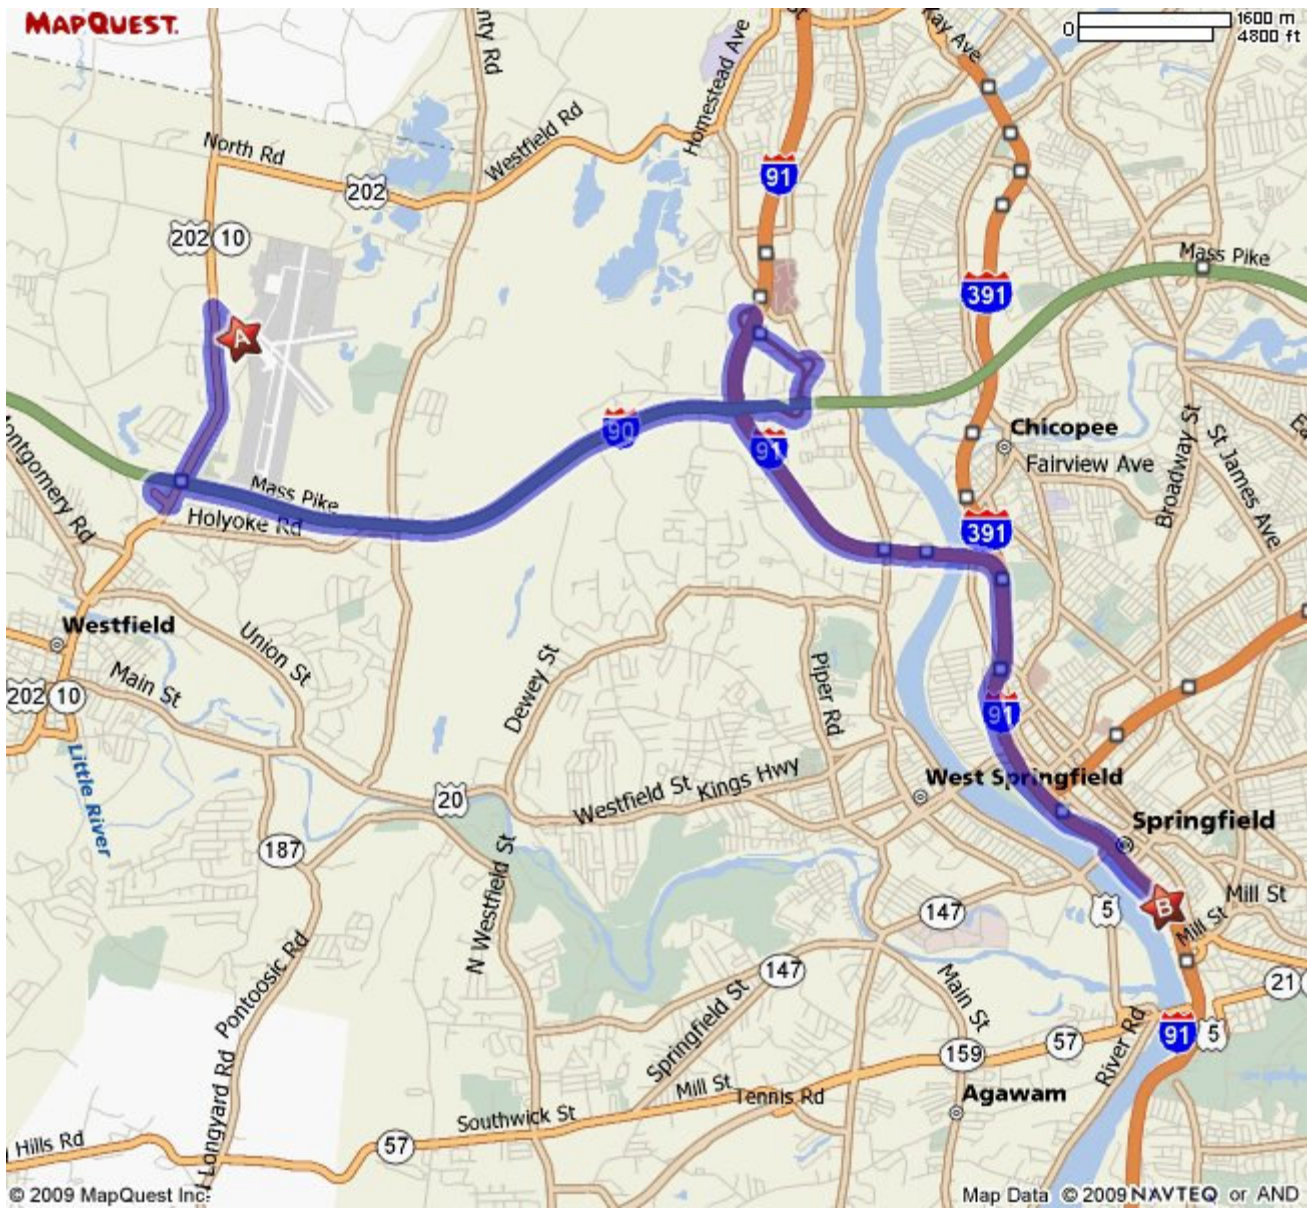 MAPQUEST.
1600 m
0
4800 ft
Kay Ave
Homestead Ave
nty Rd
North Rd
Westfield Rd
202
91
202
10
Mass Pike
391
90
Chicopee
91
Fairview Ave
Broadway St
St James Ave
Mass Pike
Holyoke Rd
ontgomery Rd
391
A
Westfield
Union St
Main St
202
10
Little River
Dewey St
Piper Rd
91
20
Westfield St
Kings Hwy
West Springfield
Springfield
187
N Westfield St
147
5
B
Mill St
Mill St
147
Main St
21
Pontoosic Rd
Springfield St
159
57
River Rd
91
5
Mill St
Tennis Rd
Agawam
Southwick St
57
Hills Rd
Longyard Rd
© 2009 MapQuest Inc.
Map Data © 2009 NAVTEQ or AND